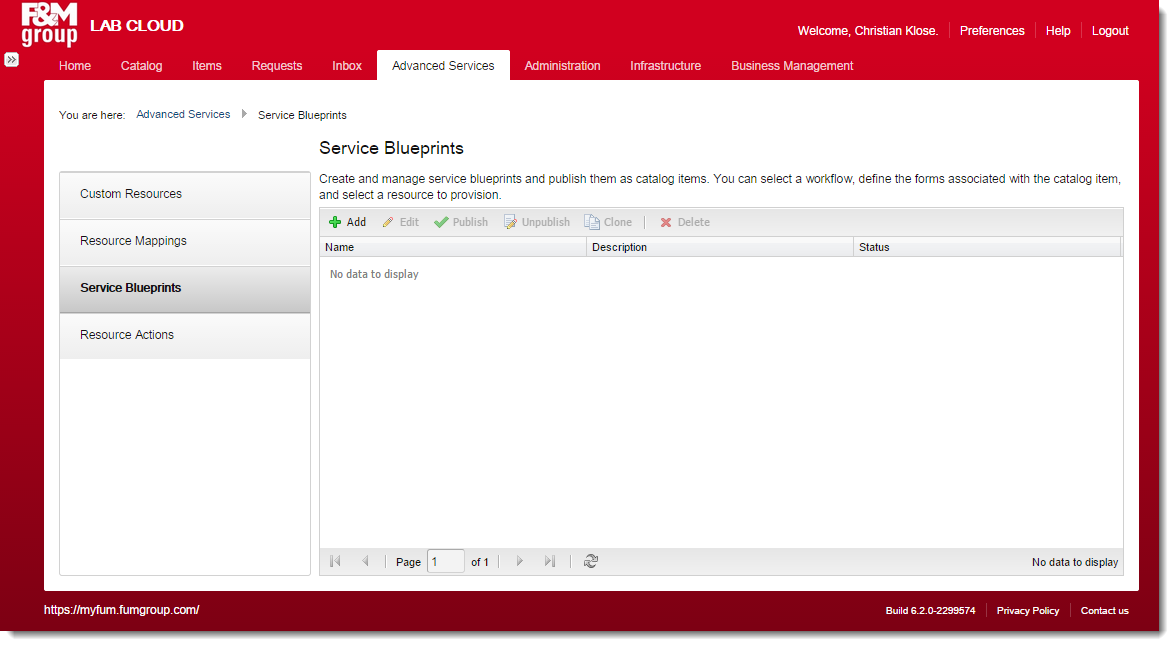 F&M
group
LAB CLOUD
Welcome, Christian Klose.
Preferences
Help
Logout
Home
Catalog
Items
Requests
Inbox
Advanced Services
Administration
Infrastructure
Business Management
You are here:
Advanced Services
Service Blueprints
Service Blueprints
Create and manage service blueprints and publish them as catalog items. You can select a workflow, define the forms associated with the catalog item,
and select a resource to provision.
Custom Resources
Resource Mappings
Service Blueprints
Resource Actions
Add
Edit
Publish
Unpublish
Clone
Delete
Name
Description
Status
No data to display
Page 1 of 1
No data to display
https://myfum.fumgroup.com/
Build 6.2.0-2299574
Privacy Policy
Contact us